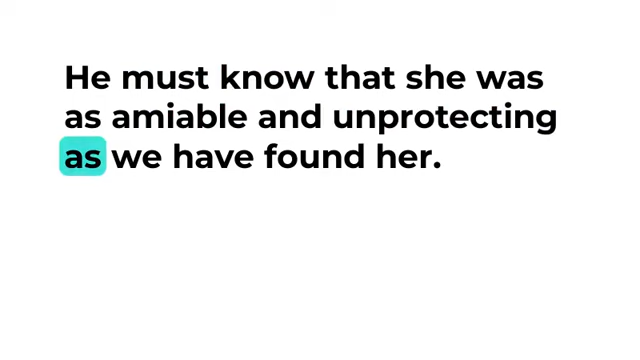 He must know that she was
as amiable and unprotecting
as we have found her.